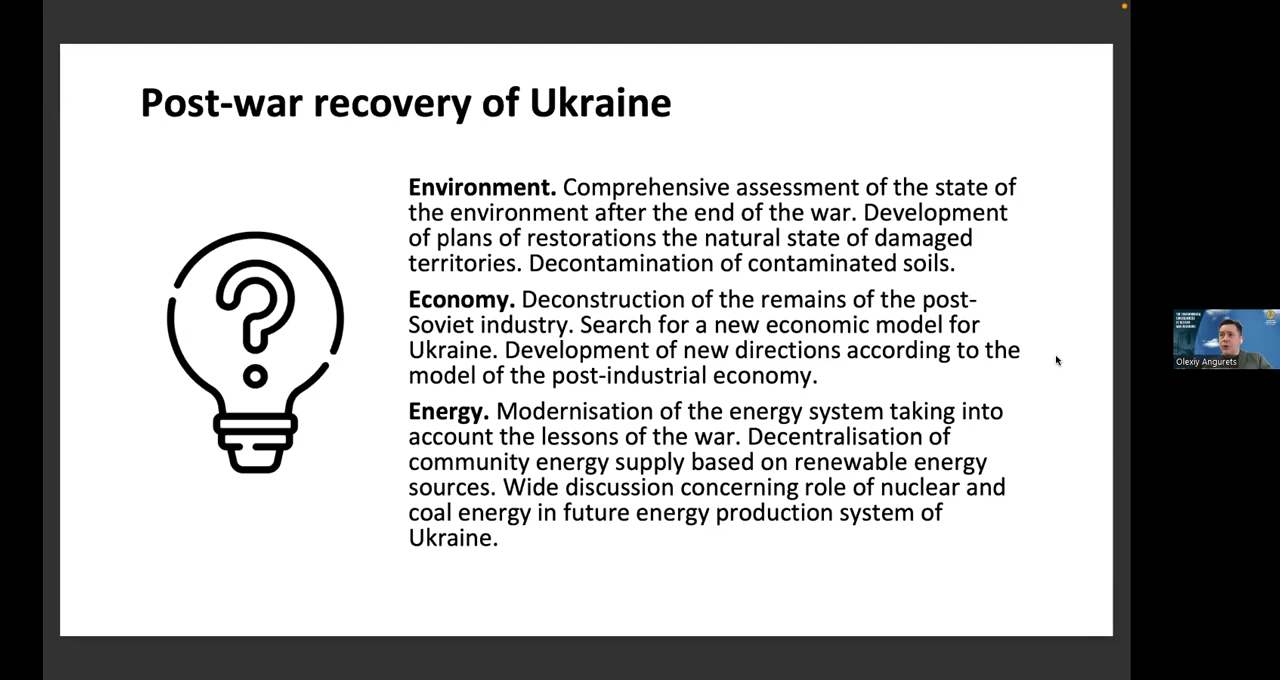 Post-war recovery of Ukraine
Environment. Comprehensive assessment of the state of
the environment after the end of the war. Development
of plans of restorations the natural state of damaged
territories. Decontamination of contaminated soils.
Economy. Deconstruction of the remains of the post-
Soviet industry. Search for a new economic model for
Ukraine. Development of new directions according to the
model of the post-industrial economy.
Energy. Modernisation of the energy system taking into
account the lessons of the war. Decentralisation of
community energy supply based on renewable energy
sources. Wide discussion concerning role of nuclear and
coal energy in future energy production system of
Ukraine.
Olexiy Angurets